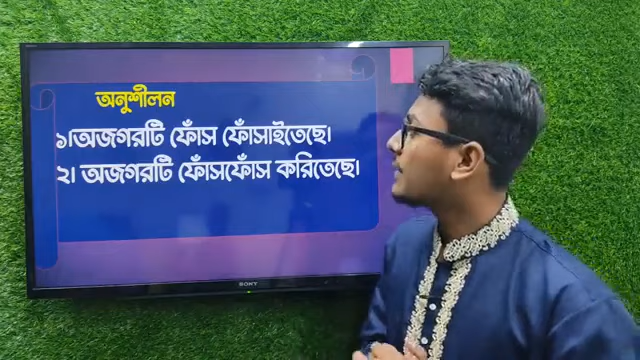 অনুশীলন
১।অজগরটি ফোঁস ফোঁসাইতেছে।
২। অজগরটি ফোঁসফোঁস করিতেছে।
SONY